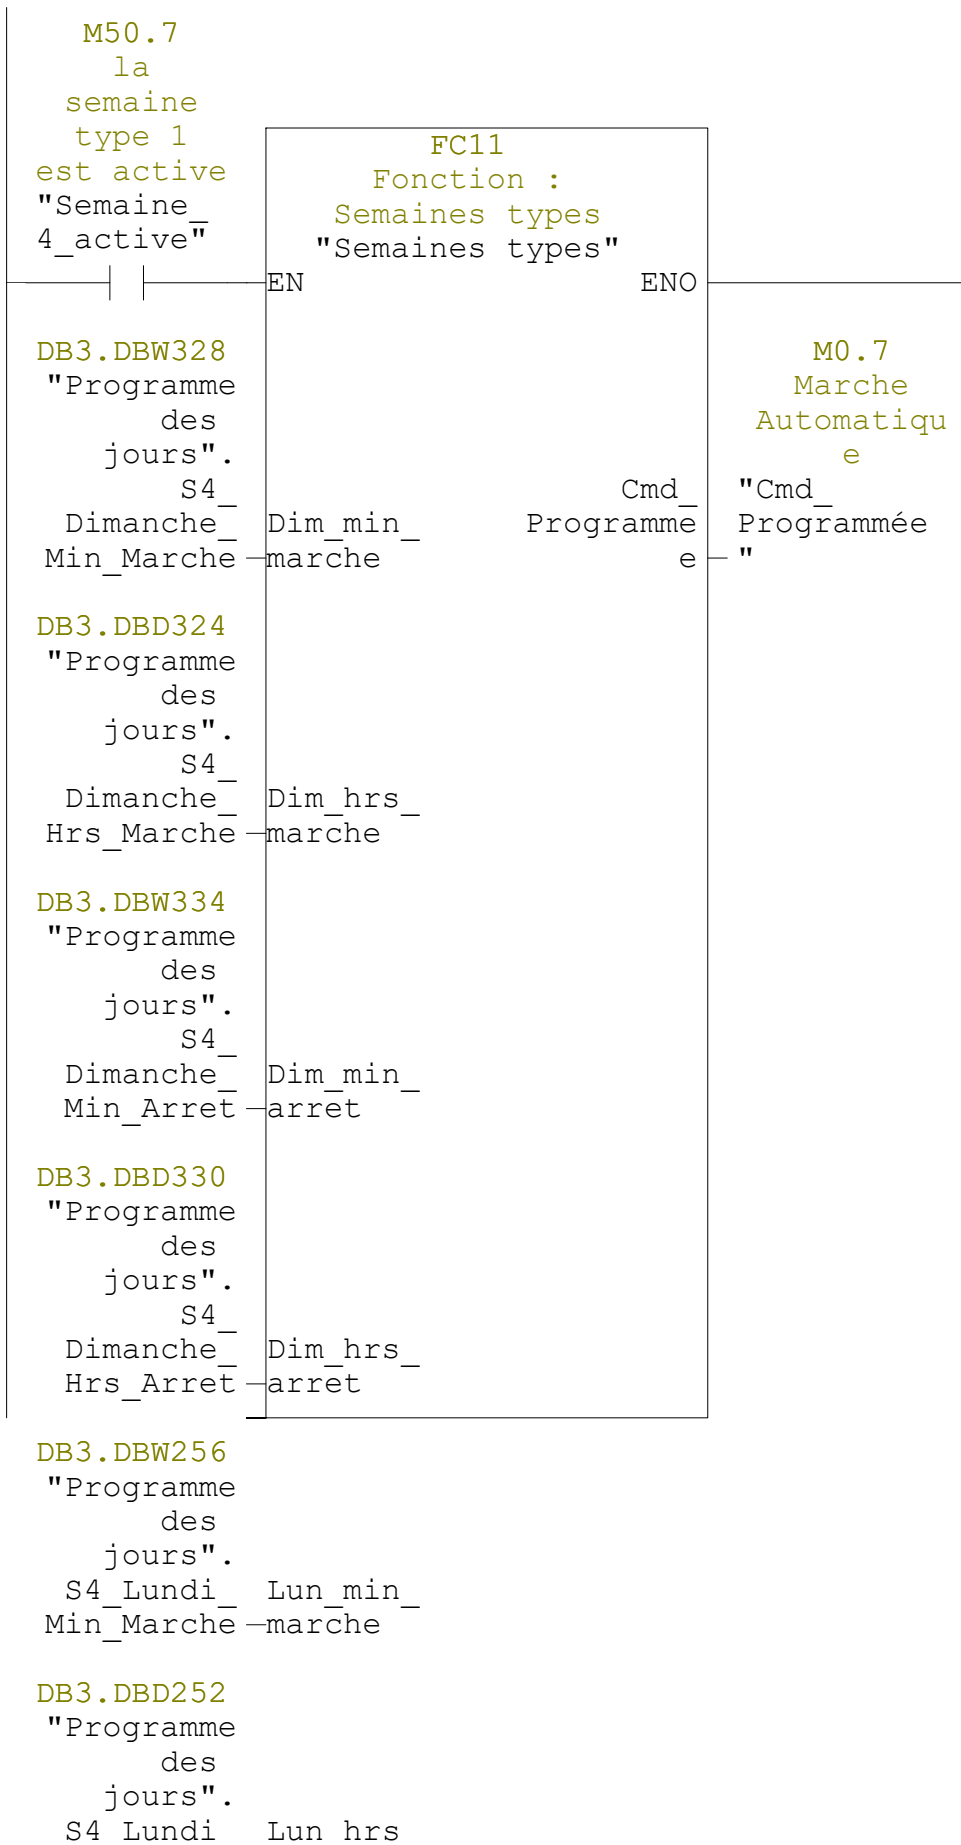 M50.7
la
semaine
type 1
est active
"Semaine_
4_active"
FC11
Fonction :
Semaines types
"Semaines types"
EN
ENO
DB3.DBW328
"Programme
des
jours".
S4_
Dimanche_
Min_Marche
Dim_min_
marche
Cmd_
Programme
e
M0.7
Marche
Automatiqu
e
"Cmd_
Programmée
"
DB3.DBD324
"Programme
des
jours".
S4_
Dimanche_
Hrs_Marche
Dim_hrs_
marche
DB3.DBW334
"Programme
des
jours".
S4_
Dimanche_
Min_Arret
Dim_min_
arret
DB3.DBD330
"Programme
des
jours".
S4_
Dimanche_
Hrs_Arret
Dim_hrs_
arret
DB3.DBW256
"Programme
des
jours".
S4_Lundi_
Min_Marche
Lun_min_
marche
DB3.DBD252
"Programme
des
jours".
S4 Lundi
Lun hrs